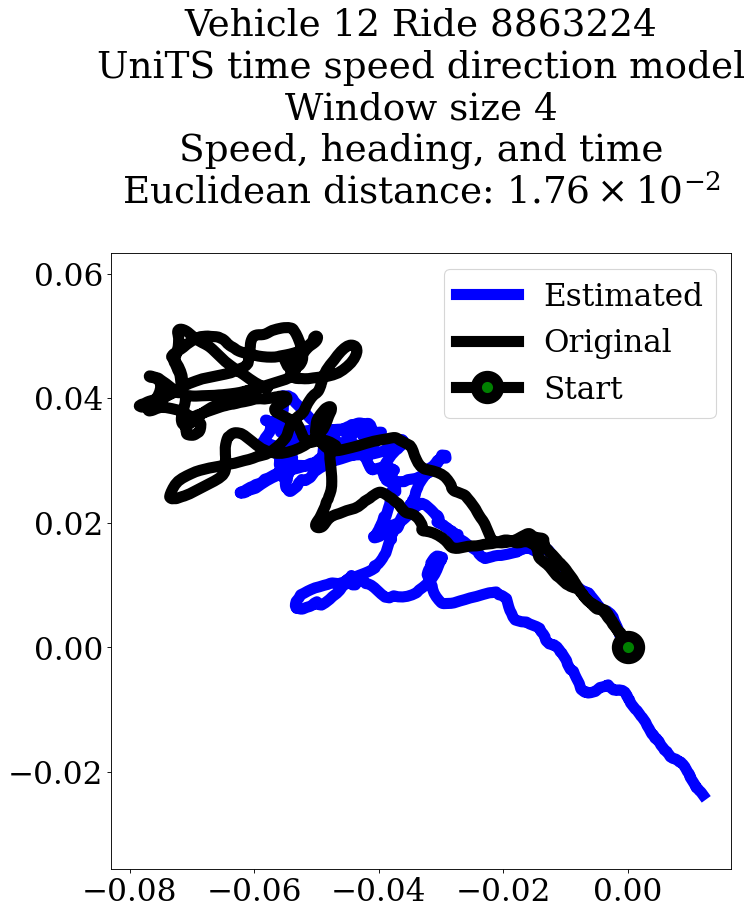 Vehicle 12 Ride 8863224
UniTS time speed direction model
Window size 4
Speed, heading, and time
Euclidean distance: 1.76 × 10⁻²
Estimated
Original
Start
0.06
0.04
0.02
0.00
−0.02
−0.08
−0.06
−0.04
−0.02
0.00